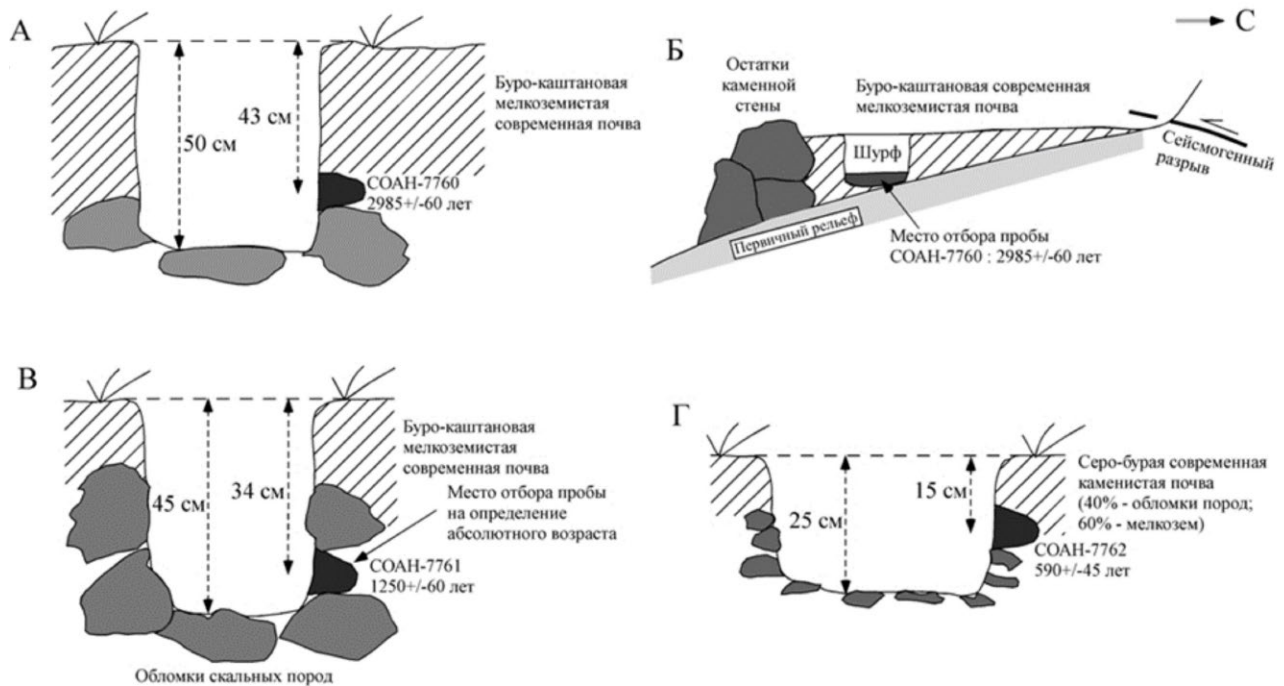 А
50 см
43 см
Буро-каштановая
мелкоземистая
современная почва
СОАН-7760
2985+/-60 лет
Б
С
Остатки
каменной
стены
Буро-каштановая современная
мелкоземистая почва
Шурф
Сейсмогенный
разрыв
Первичный рельеф
Место отбора пробы
СОАН-7760 : 2985+/-60 лет
В
45 см
34 см
Буро-каштановая
мелкоземистая
современная почва
Место отбора пробы
на определение
абсолютного возраста
СОАН-7761
1250+/-60 лет
Обломки скальных пород
Г
25 см
15 см
Серо-бурая современная
каменистая почва
(40% - обломки пород;
60% - мелкозем)
СОАН-7762
590+/-45 лет